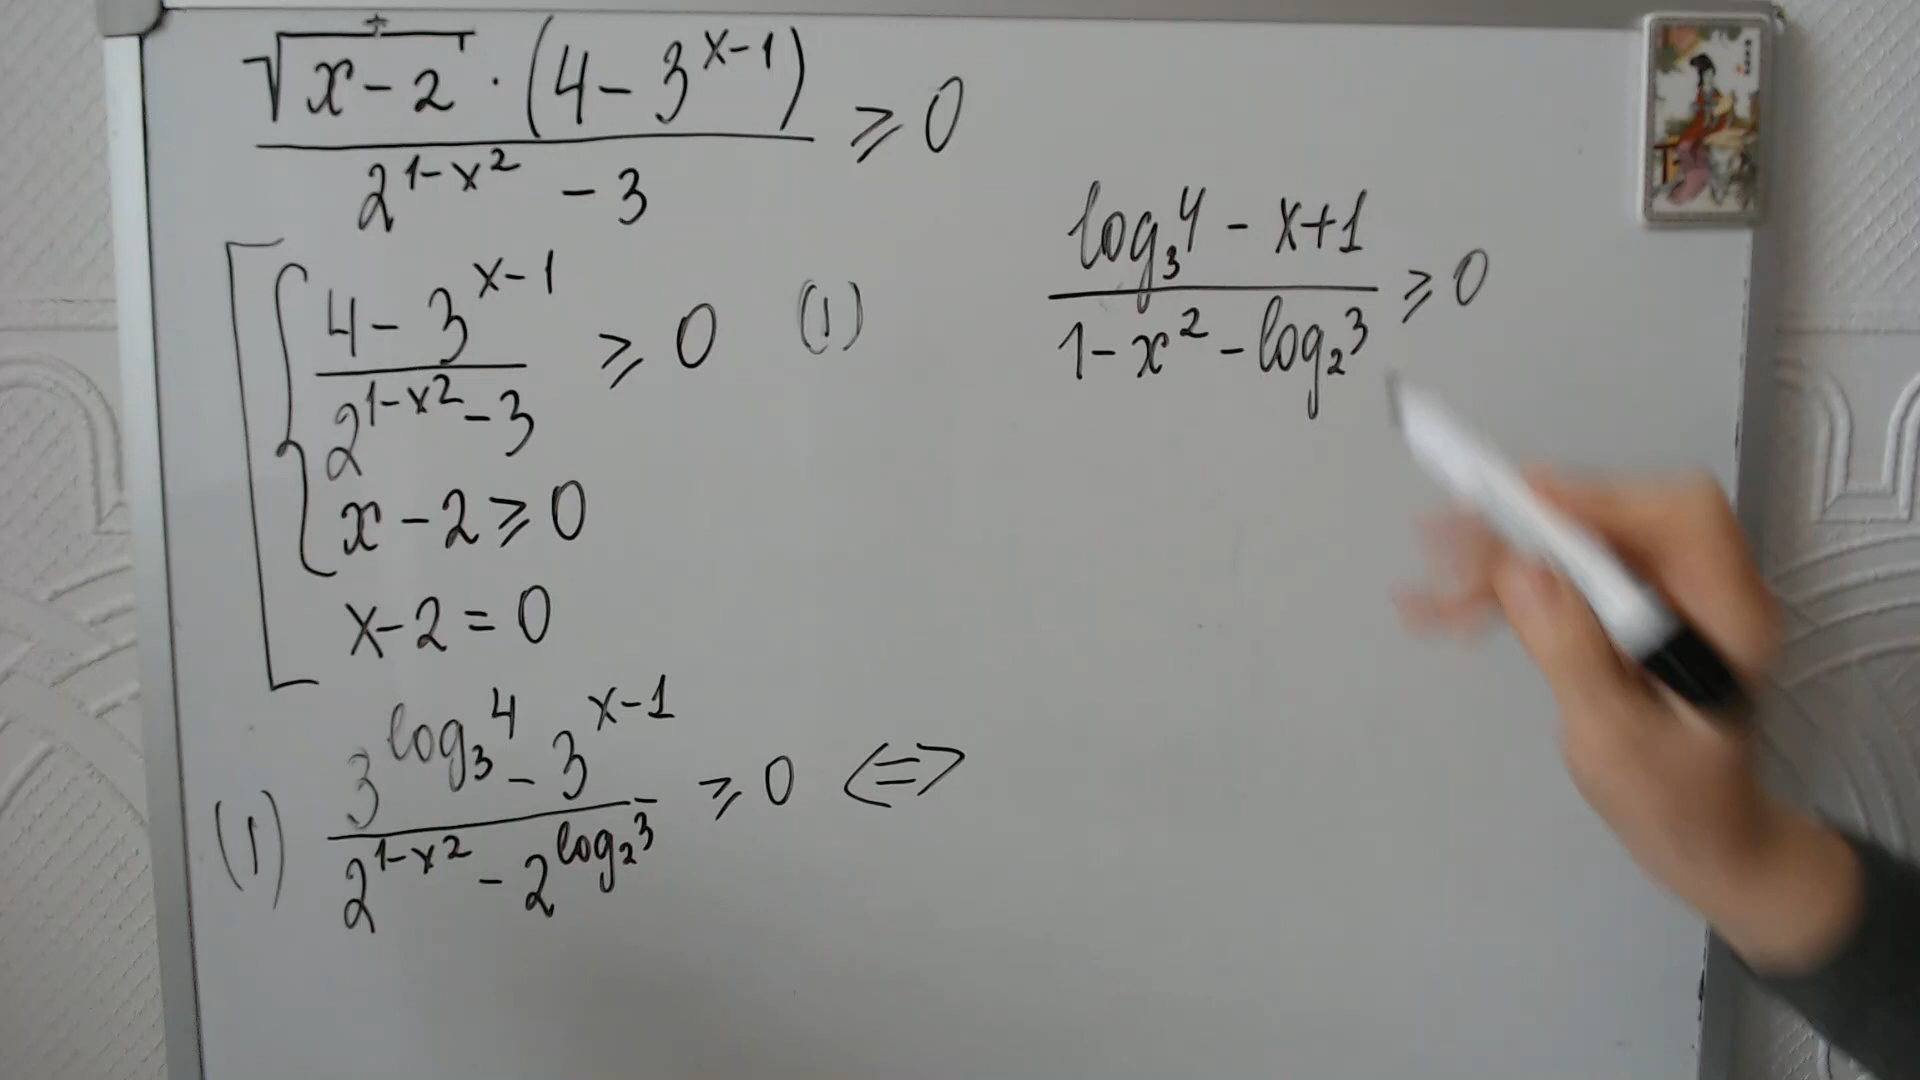 √(x-2) · (4-3^(x-1)) / (2^(1-x²) - 3) ⩾ 0
(4-3^(x-1)) / (2^(1-x²) - 3) ⩾ 0 (1)
x-2 ⩾ 0
x-2 = 0
(1) (3^(log₃4) - 3^(x-1)) / (2^(1-x²) - 2^(log₂3)) ⩾ 0 <=>
(log₃4 - x+1) / (1-x² - log₂3) ⩾ 0